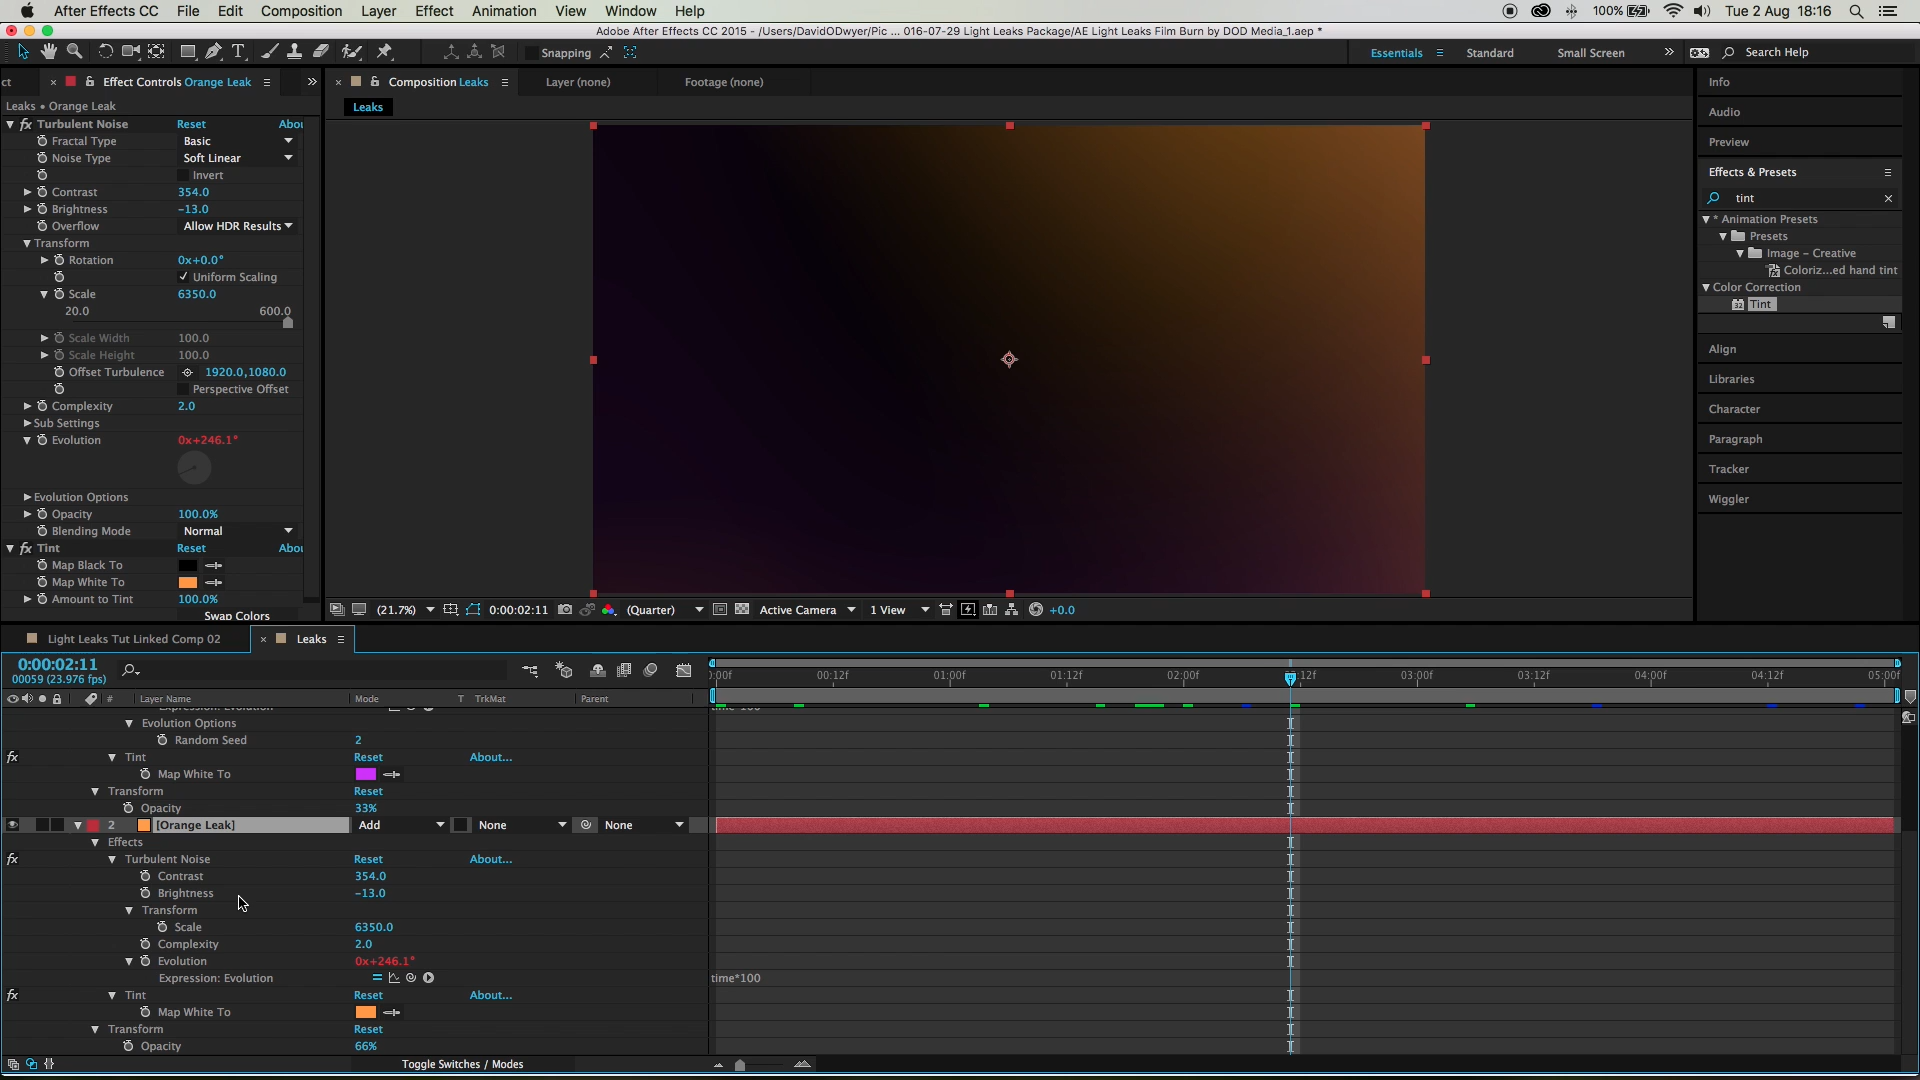 After Effects CC File Edit Composition Layer Effect Animation View Window Help 100% Tue 2 Aug 18:16
Adobe After Effects CC 2015 - /Users/DavidODwyer/Pic ... 016-07-29 Light Leaks Package/AE Light Leaks Film Burn by DOD Media_1.aep *
Snapping Essentials Standard Small Screen Search Help
ct Effect Controls Orange Leak
Leaks • Orange Leak
Turbulent Noise Reset Abou
Fractal Type Basic
Noise Type Soft Linear
Invert
Contrast 354.0
Brightness -13.0
Overflow Allow HDR Results
Transform
Rotation 0x+0.0°
Uniform Scaling
Scale 6350.0
20.0 600.0
Scale Width 100.0
Scale Height 100.0
Offset Turbulence 1920.0,1080.0
Perspective Offset
Complexity 2.0
Sub Settings
Evolution 0x+246.1°
Evolution Options
Opacity 100.0%
Blending Mode Normal
Tint Reset Abou
Map Black To
Map White To
Amount to Tint 100.0%
Swap Colors
Composition Leaks Layer (none) Footage (none)
Leaks
(21.7%) 0:00:02:11 (Quarter) Active Camera 1 View +0.0
Info
Audio
Preview
Effects & Presets
tint
* Animation Presets
Presets
Image - Creative
Coloriz...ed hand tint
Color Correction
32 Tint
Align
Libraries
Character
Paragraph
Tracker
Wiggler
Light Leaks Tut Linked Comp 02 Leaks
0:00:02:11
00059 (23.976 fps)
:00f 00:12f 01:00f 01:12f 02:00f :12f 03:00f 03:12f 04:00f 04:12f 05:00f
# Layer Name Mode T TrkMat Parent
Expression: Evolution time*100
Evolution Options
Random Seed 2
Tint Reset About...
Map White To
Transform Reset
Opacity 33%
2 [Orange Leak] Add None None
Effects
Turbulent Noise Reset About...
Contrast 354.0
Brightness -13.0
Transform
Scale 6350.0
Complexity 2.0
Evolution 0x+246.1°
Expression: Evolution time*100
Tint Reset About...
Map White To
Transform Reset
Opacity 66%
Toggle Switches / Modes